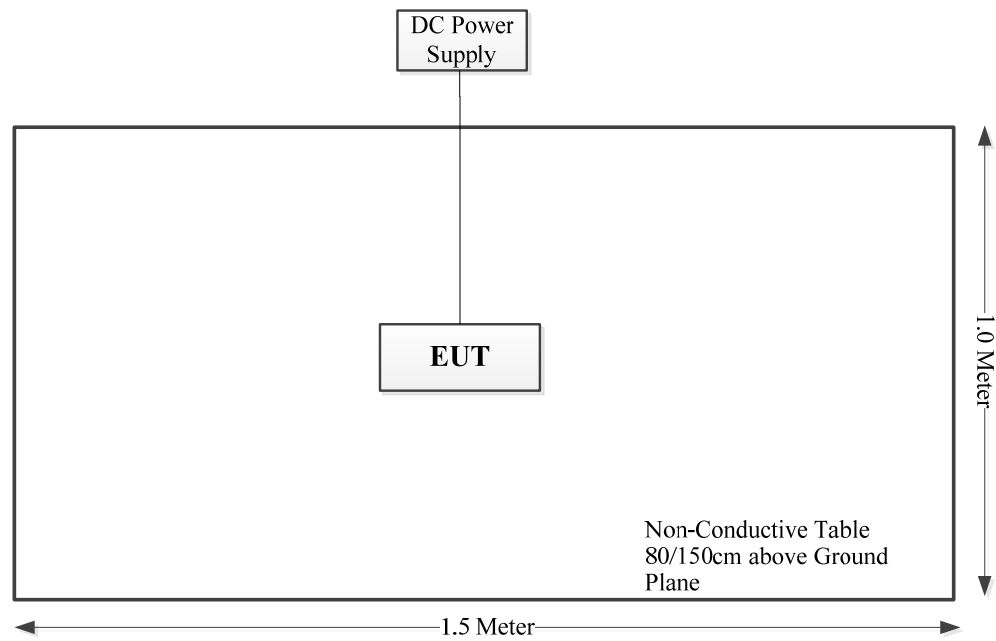 DC Power
Supply
EUT
1.0 Meter
Non-Conductive Table
80/150cm above Ground
Plane
1.5 Meter